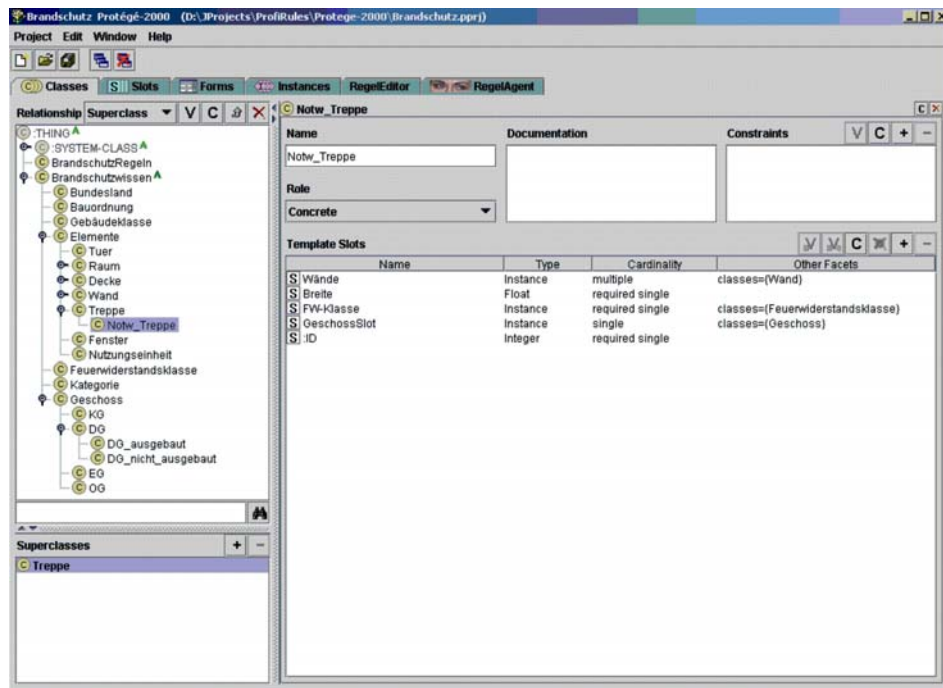 Brandschutz Protégé-2000 (D:\JProjects\ProfiRules\Protege-2000\Brandschutz.pprj)
Project Edit Window Help
C Classes S Slots Forms Instances RegelEditor RegelAgent
Relationship Superclass V C
C :THING A
C :SYSTEM-CLASS A
C BrandschutzRegeln
C Brandschutzwissen A
C Bundesland
C Bauordnung
C Gebäudeklasse
C Elemente
C Tuer
C Raum
C Decke
C Wand
C Treppe
C Notw_Treppe
C Fenster
C Nutzungseinheit
C Feuerwiderstandsklasse
C Kategorie
C Geschoss
C KG
C DG
C DG_ausgebaut
C DG_nicht_ausgebaut
C EG
C OG
Superclasses + -
C Treppe
C Notw_Treppe C X
Name Documentation Constraints V C + -
Notw_Treppe
Role
Concrete
Template Slots V V C + -
Name Type Cardinality Other Facets
S Wände Instance multiple classes={Wand}
S Breite Float required single
S FW-Klasse Instance required single classes={Feuerwiderstandsklasse}
S GeschossSlot Instance single classes={Geschoss}
S :ID Integer required single